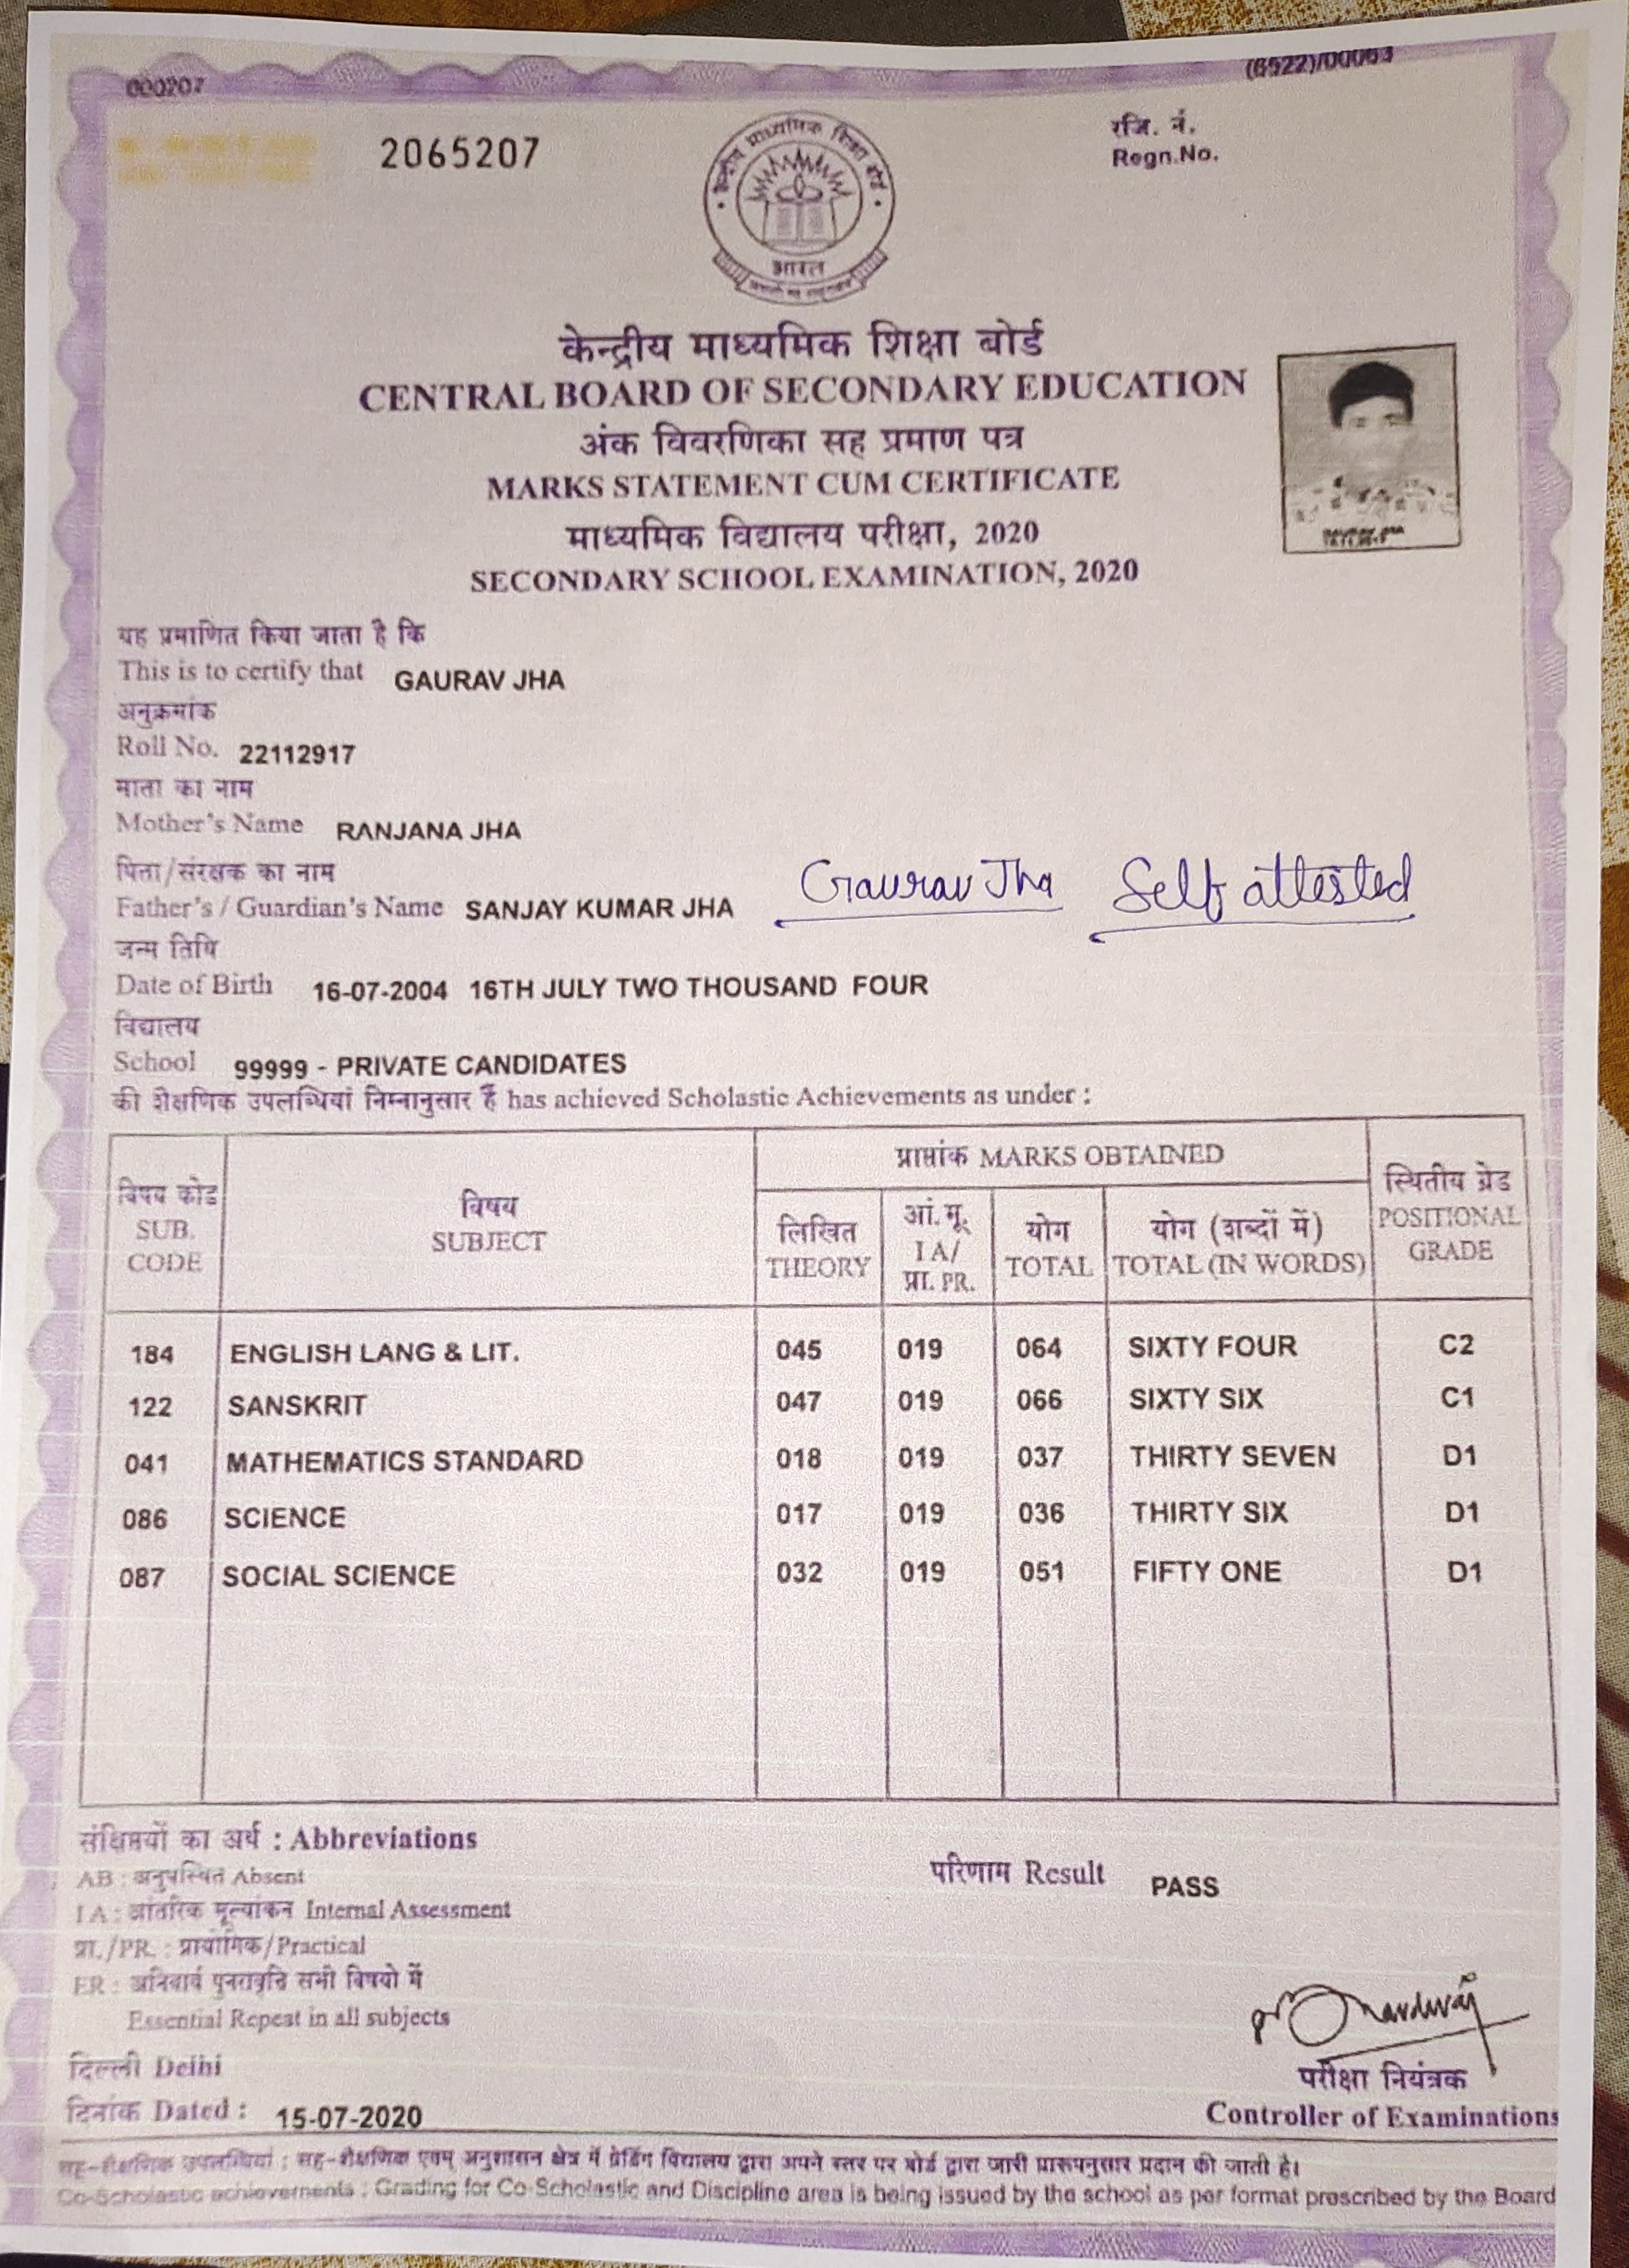 000207
(6522)/00063
2065207
रजि. नं.
Regn.No.
केन्द्रीय माध्यमिक शिक्षा बोर्ड
भारत
केन्द्रीय माध्यमिक शिक्षा बोर्ड
CENTRAL BOARD OF SECONDARY EDUCATION
अंक विवरणिका सह प्रमाण पत्र
MARKS STATEMENT CUM CERTIFICATE
माध्यमिक विद्यालय परीक्षा, 2020
SECONDARY SCHOOL EXAMINATION, 2020
यह प्रमाणित किया जाता है कि
This is to certify that GAURAV JHA
अनुक्रमांक
Roll No. 22112917
माता का नाम
Mother's Name RANJANA JHA
पिता/संरक्षक का नाम
Father's / Guardian's Name SANJAY KUMAR JHA Gaurav Jha Self attested
जन्म तिथि
Date of Birth 16-07-2004 16TH JULY TWO THOUSAND FOUR
विद्यालय
School 99999 - PRIVATE CANDIDATES
की शैक्षणिक उपलब्धियां निम्नानुसार हैं has achieved Scholastic Achievements as under :
विषय कोड
SUB.
CODE
विषय
SUBJECT
प्राप्तांक MARKS OBTAINED
लिखित
THEORY
आं.मू.
I A/
प्रा. PR.
योग
TOTAL
योग (शब्दों में)
TOTAL (IN WORDS)
स्थितीय ग्रेड
POSITIONAL
GRADE
184 ENGLISH LANG & LIT. 045 019 064 SIXTY FOUR C2
122 SANSKRIT 047 019 066 SIXTY SIX C1
041 MATHEMATICS STANDARD 018 019 037 THIRTY SEVEN D1
086 SCIENCE 017 019 036 THIRTY SIX D1
087 SOCIAL SCIENCE 032 019 051 FIFTY ONE D1
संक्षिप्तयों का अर्थ : Abbreviations
AB : अनुपस्थित Absent
परिणाम Result PASS
I A : आंतरिक मूल्यांकन Internal Assessment
प्रा./PR. : प्रायोगिक/Practical
ER : अनिवार्य पुनरावृत्ति सभी विषयो में
Essential Repeat in all subjects
दिल्ली Delhi
दिनांक Dated : 15-07-2020
परीक्षा नियंत्रक
Controller of Examinations
सह-शैक्षणिक उपलब्धियां : सह-शैक्षणिक एवम् अनुशासन क्षेत्र में ग्रेडिंग विद्यालय द्वारा अपने स्तर पर बोर्ड द्वारा जारी प्रारूपनुसार प्रदान की जाती है।
Co-Scholastic achievements : Grading for Co-Scholastic and Discipline area is being issued by the school as per format prescribed by the Board